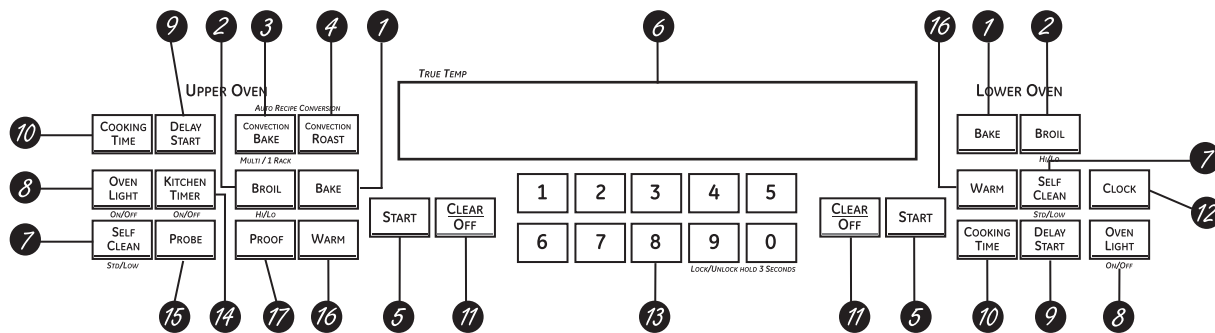 9 2 3 4 1 6 16 1 2
TRUE TEMP
UPPER OVEN LOWER OVEN
AUTO RECIPE CONVERSION
10 COOKING TIME DELAY START CONVECTION BAKE CONVECTION ROAST BAKE BROIL
MULTI / 1 RACK HI/LO 7
8 OVEN LIGHT KITCHEN TIMER BROIL BAKE 1 2 3 4 5 WARM SELF CLEAN CLOCK
ON/OFF ON/OFF HI/LO START CLEAR OFF CLEAR OFF START STD/LOW 12
7 SELF CLEAN PROBE PROOF WARM 6 7 8 9 0 COOKING TIME DELAY START OVEN LIGHT
STD/LOW LOCK/UNLOCK HOLD 3 SECONDS ON/OFF
15 14 17 16 5 11 13 11 5 10 9 8